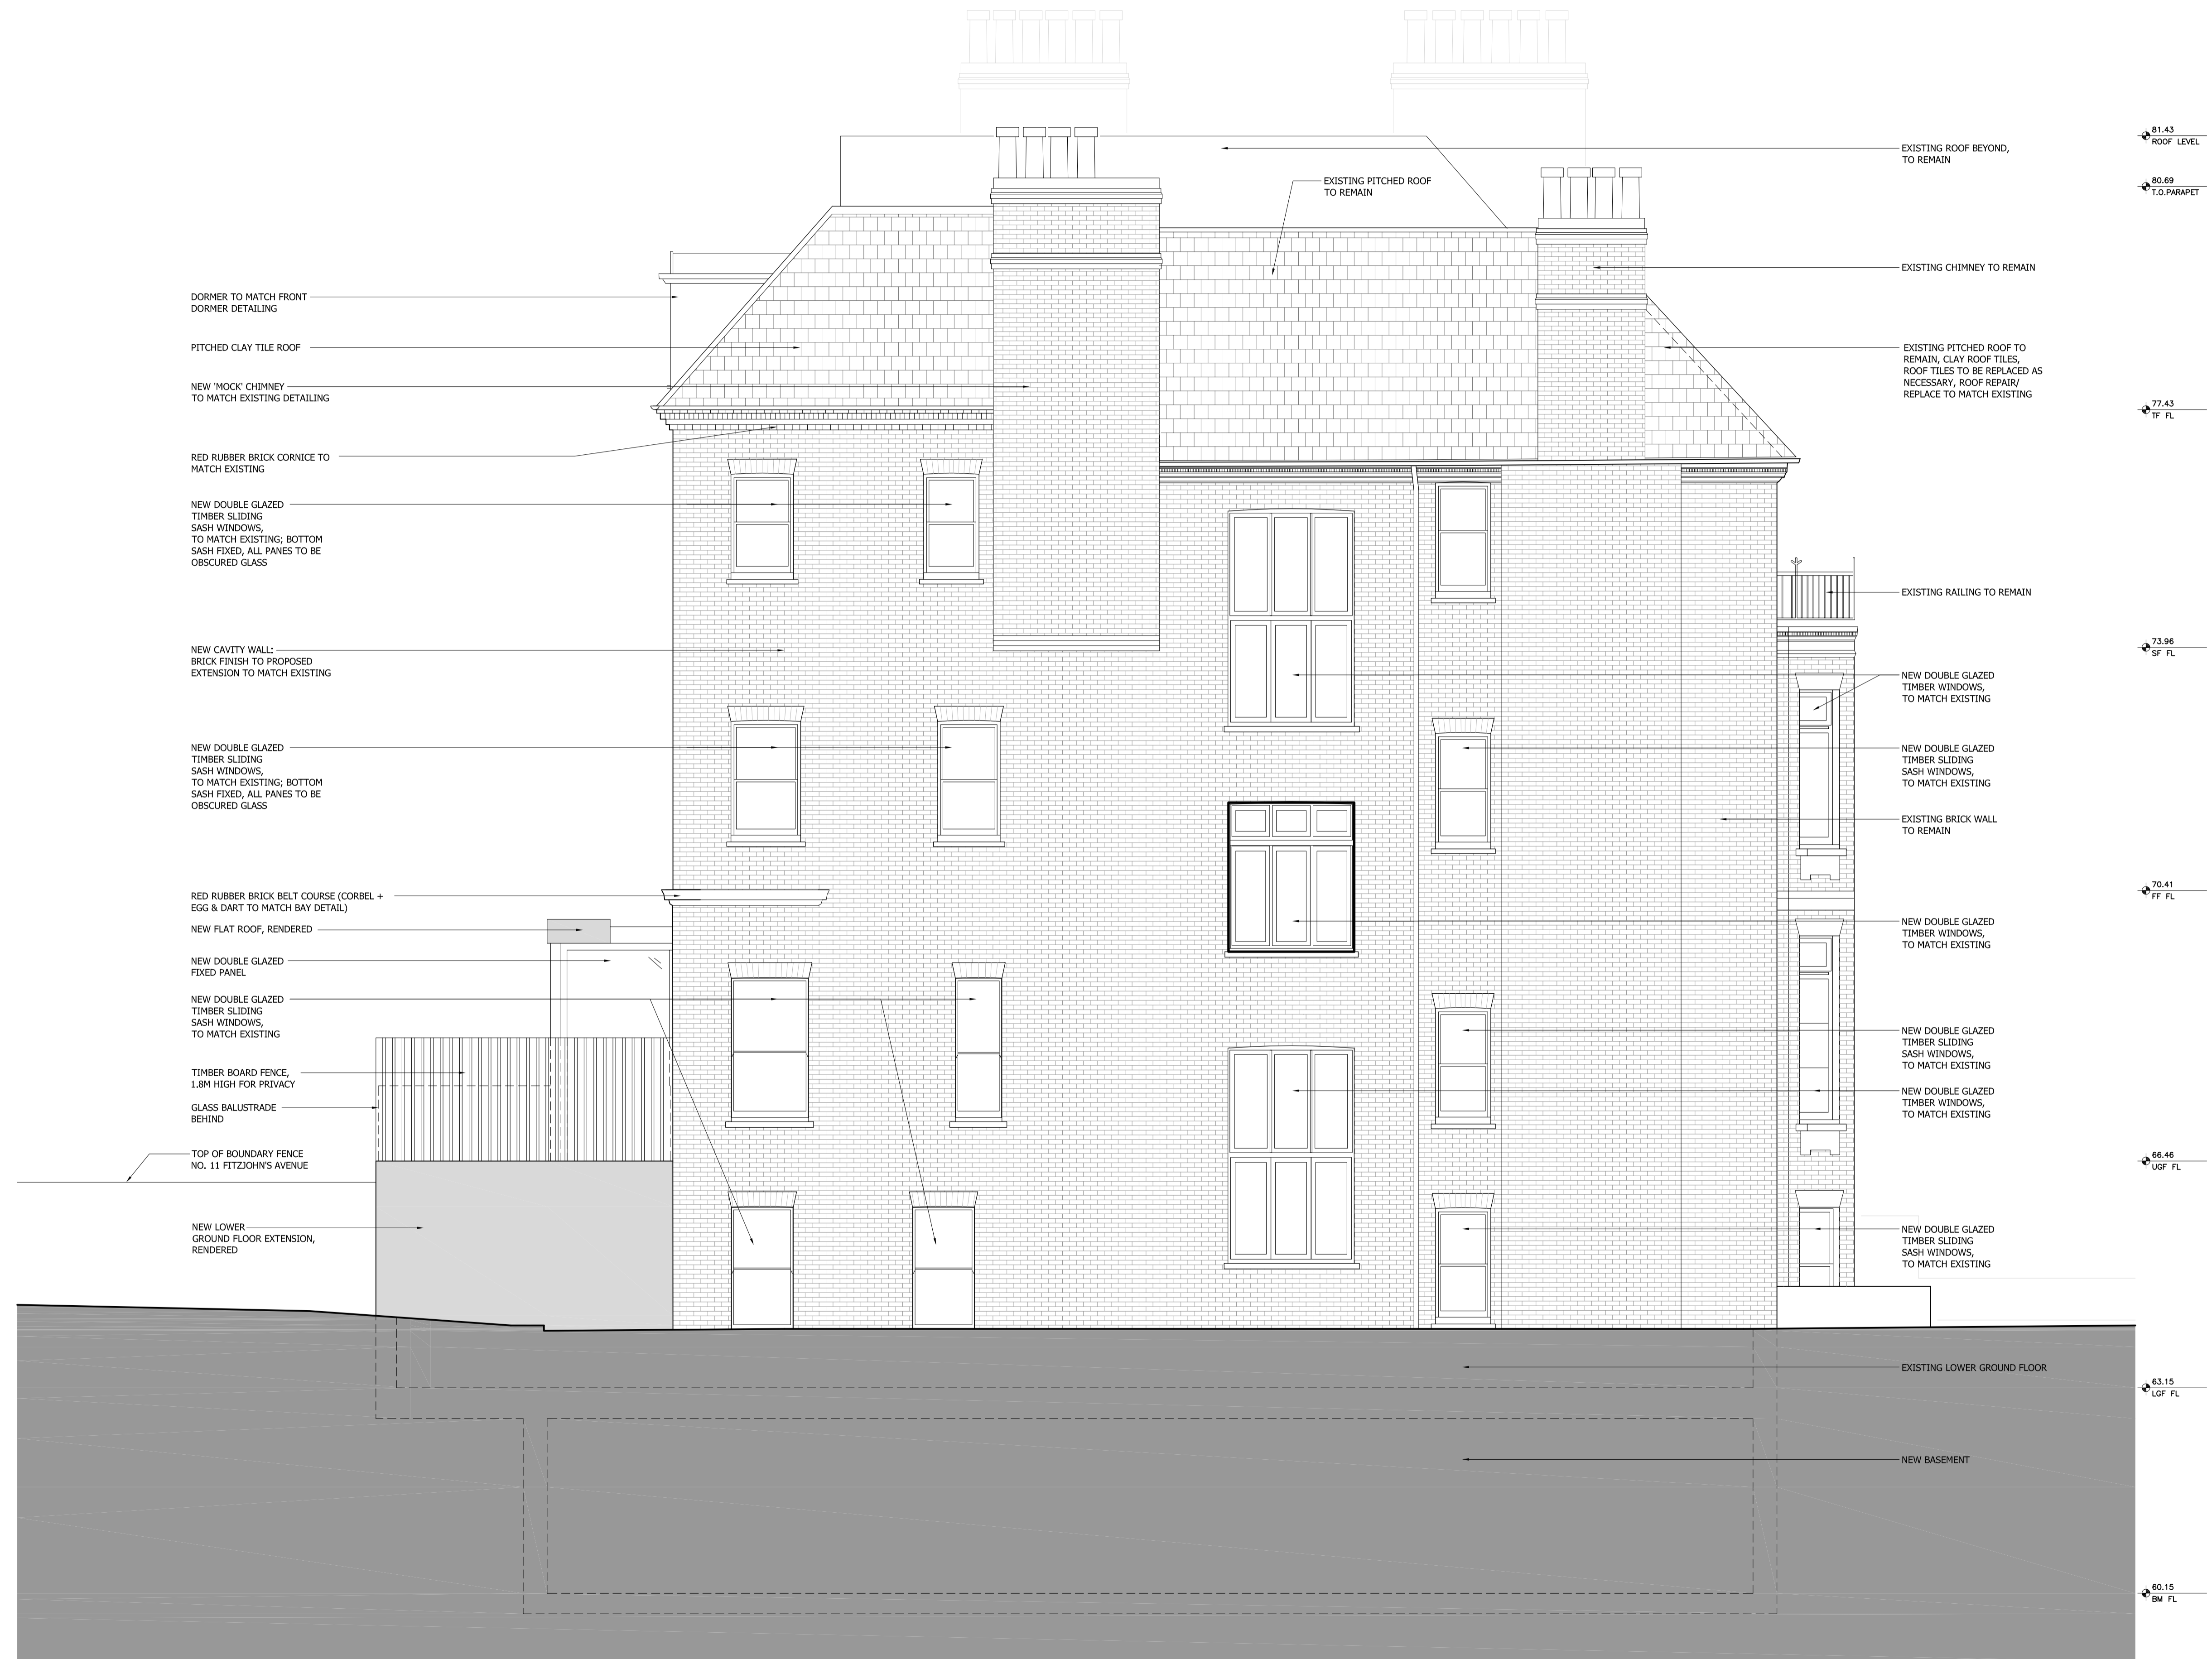 DORMER TO MATCH FRONT
DORMER DETAILING
PITCHED CLAY TILE ROOF
NEW 'MOCK' CHIMNEY
TO MATCH EXISTING DETAILING
RED RUBBER BRICK CORNICE TO
MATCH EXISTING
NEW DOUBLE GLAZED
TIMBER SLIDING
SASH WINDOWS,
TO MATCH EXISTING; BOTTOM
SASH FIXED, ALL PANES TO BE
OBSCURED GLASS
NEW CAVITY WALL:
BRICK FINISH TO PROPOSED
EXTENSION TO MATCH EXISTING
NEW DOUBLE GLAZED
TIMBER SLIDING
SASH WINDOWS,
TO MATCH EXISTING; BOTTOM
SASH FIXED, ALL PANES TO BE
OBSCURED GLASS
RED RUBBER BRICK BELT COURSE (CORBEL +
EGG & DART TO MATCH BAY DETAIL)
NEW FLAT ROOF, RENDERED
NEW DOUBLE GLAZED
FIXED PANEL
NEW DOUBLE GLAZED
TIMBER SLIDING
SASH WINDOWS,
TO MATCH EXISTING
TIMBER BOARD FENCE,
1.8M HIGH FOR PRIVACY
GLASS BALUSTRADE
BEHIND
TOP OF BOUNDARY FENCE
NO. 11 FITZJOHN'S AVENUE
NEW LOWER
GROUND FLOOR EXTENSION,
RENDERED
EXISTING PITCHED ROOF
TO REMAIN
EXISTING ROOF BEYOND,
TO REMAIN
EXISTING CHIMNEY TO REMAIN
EXISTING PITCHED ROOF TO
REMAIN, CLAY ROOF TILES,
ROOF TILES TO BE REPLACED AS
NECESSARY, ROOF REPAIR/
REPLACE TO MATCH EXISTING
EXISTING RAILING TO REMAIN
NEW DOUBLE GLAZED
TIMBER WINDOWS,
TO MATCH EXISTING
NEW DOUBLE GLAZED
TIMBER SLIDING
SASH WINDOWS,
TO MATCH EXISTING
EXISTING BRICK WALL
TO REMAIN
NEW DOUBLE GLAZED
TIMBER WINDOWS,
TO MATCH EXISTING
NEW DOUBLE GLAZED
TIMBER SLIDING
SASH WINDOWS,
TO MATCH EXISTING
NEW DOUBLE GLAZED
TIMBER WINDOWS,
TO MATCH EXISTING
NEW DOUBLE GLAZED
TIMBER SLIDING
SASH WINDOWS,
TO MATCH EXISTING
EXISTING LOWER GROUND FLOOR
NEW BASEMENT
81.43
ROOF LEVEL
80.69
T.O.PARAPET
77.43
TF FL
73.96
SF FL
70.41
FF FL
66.46
UGF FL
63.15
LGF FL
60.15
BM FL